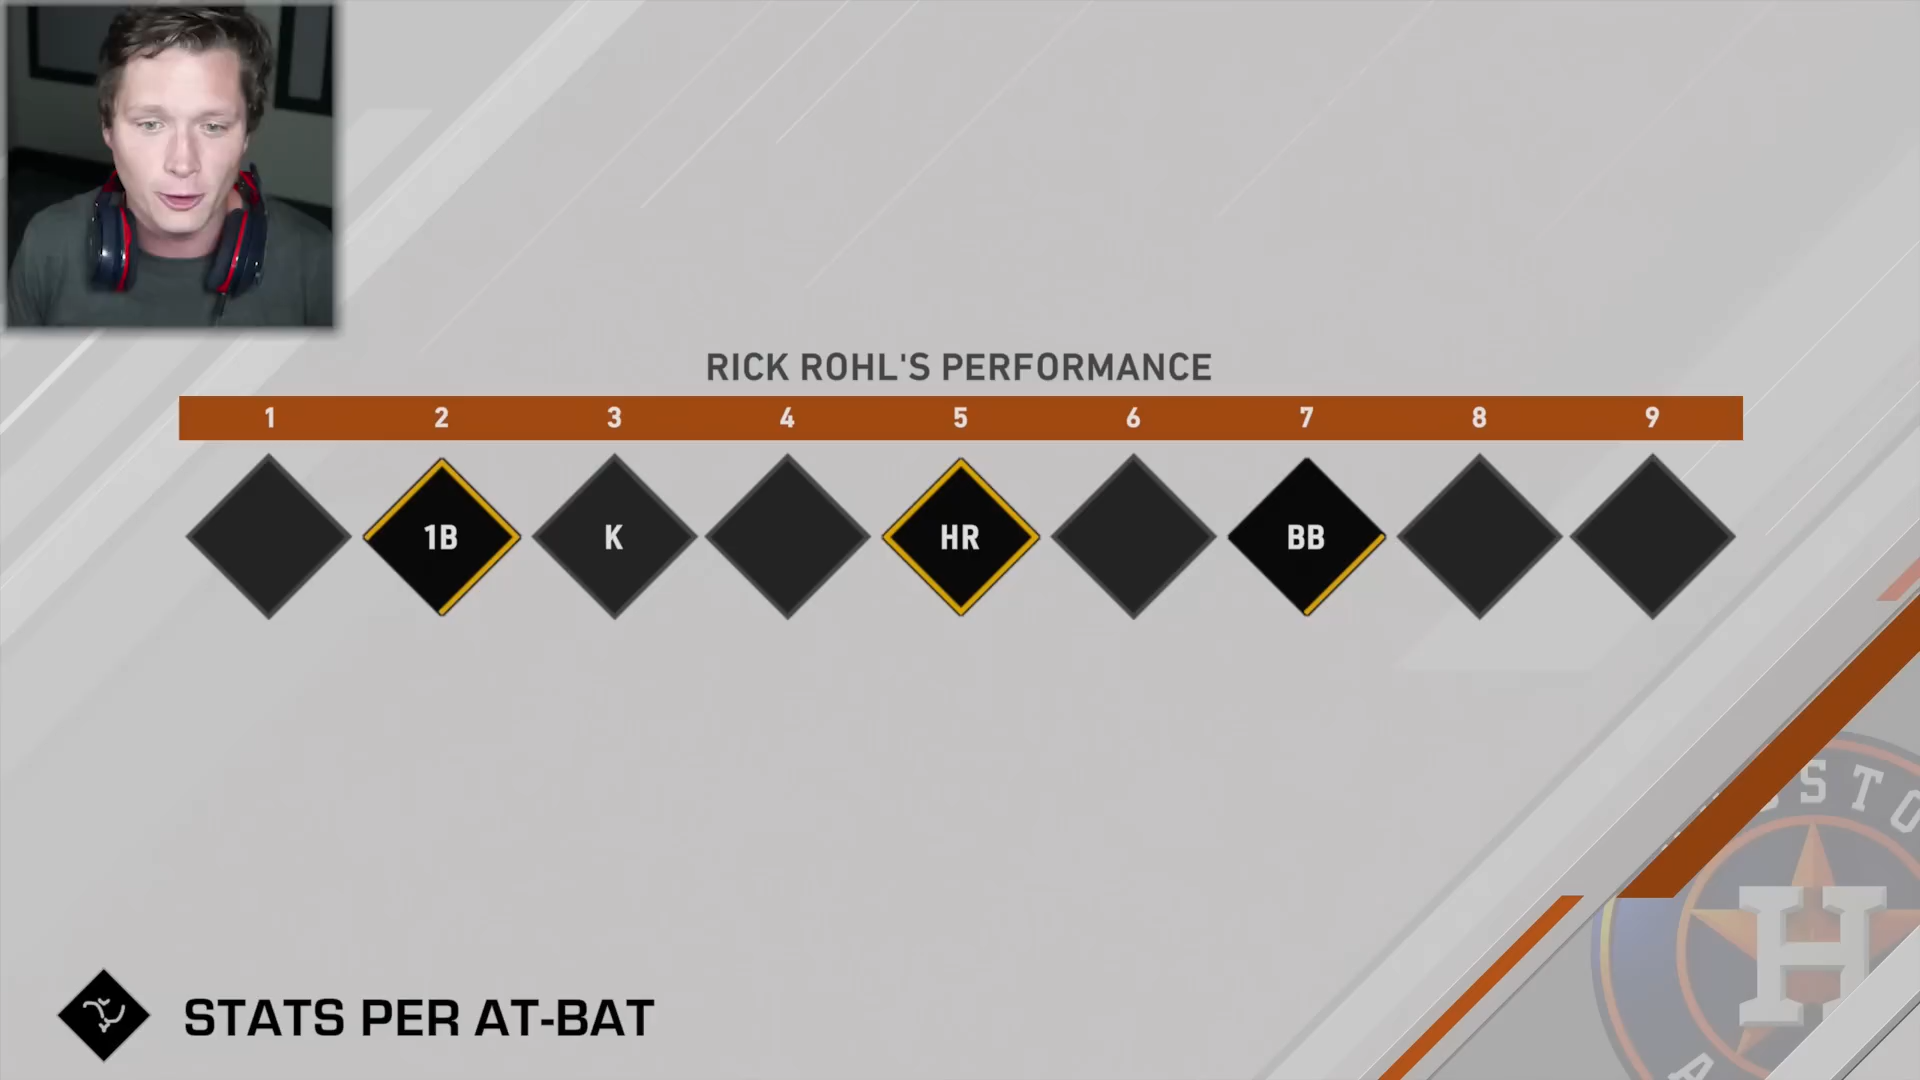 RICK ROHL'S PERFORMANCE
1 2 3 4 5 6 7 8 9
1B K HR BB
STO
H
A
STATS PER AT-BAT